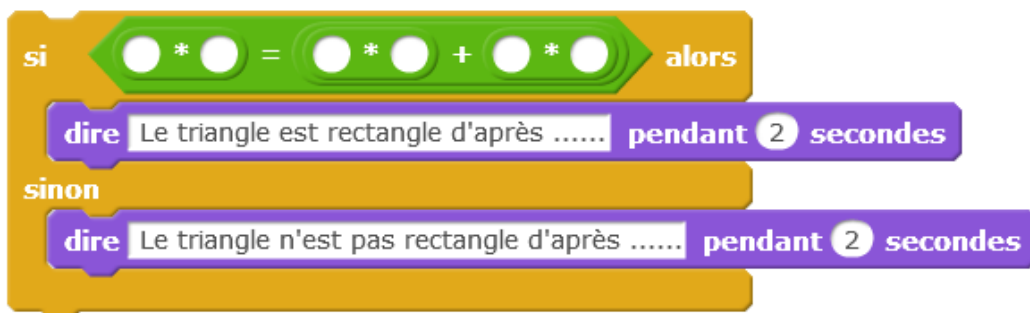 si * = * + * alors
dire Le triangle est rectangle d'après ...... pendant 2 secondes
sinon
dire Le triangle n'est pas rectangle d'après ...... pendant 2 secondes